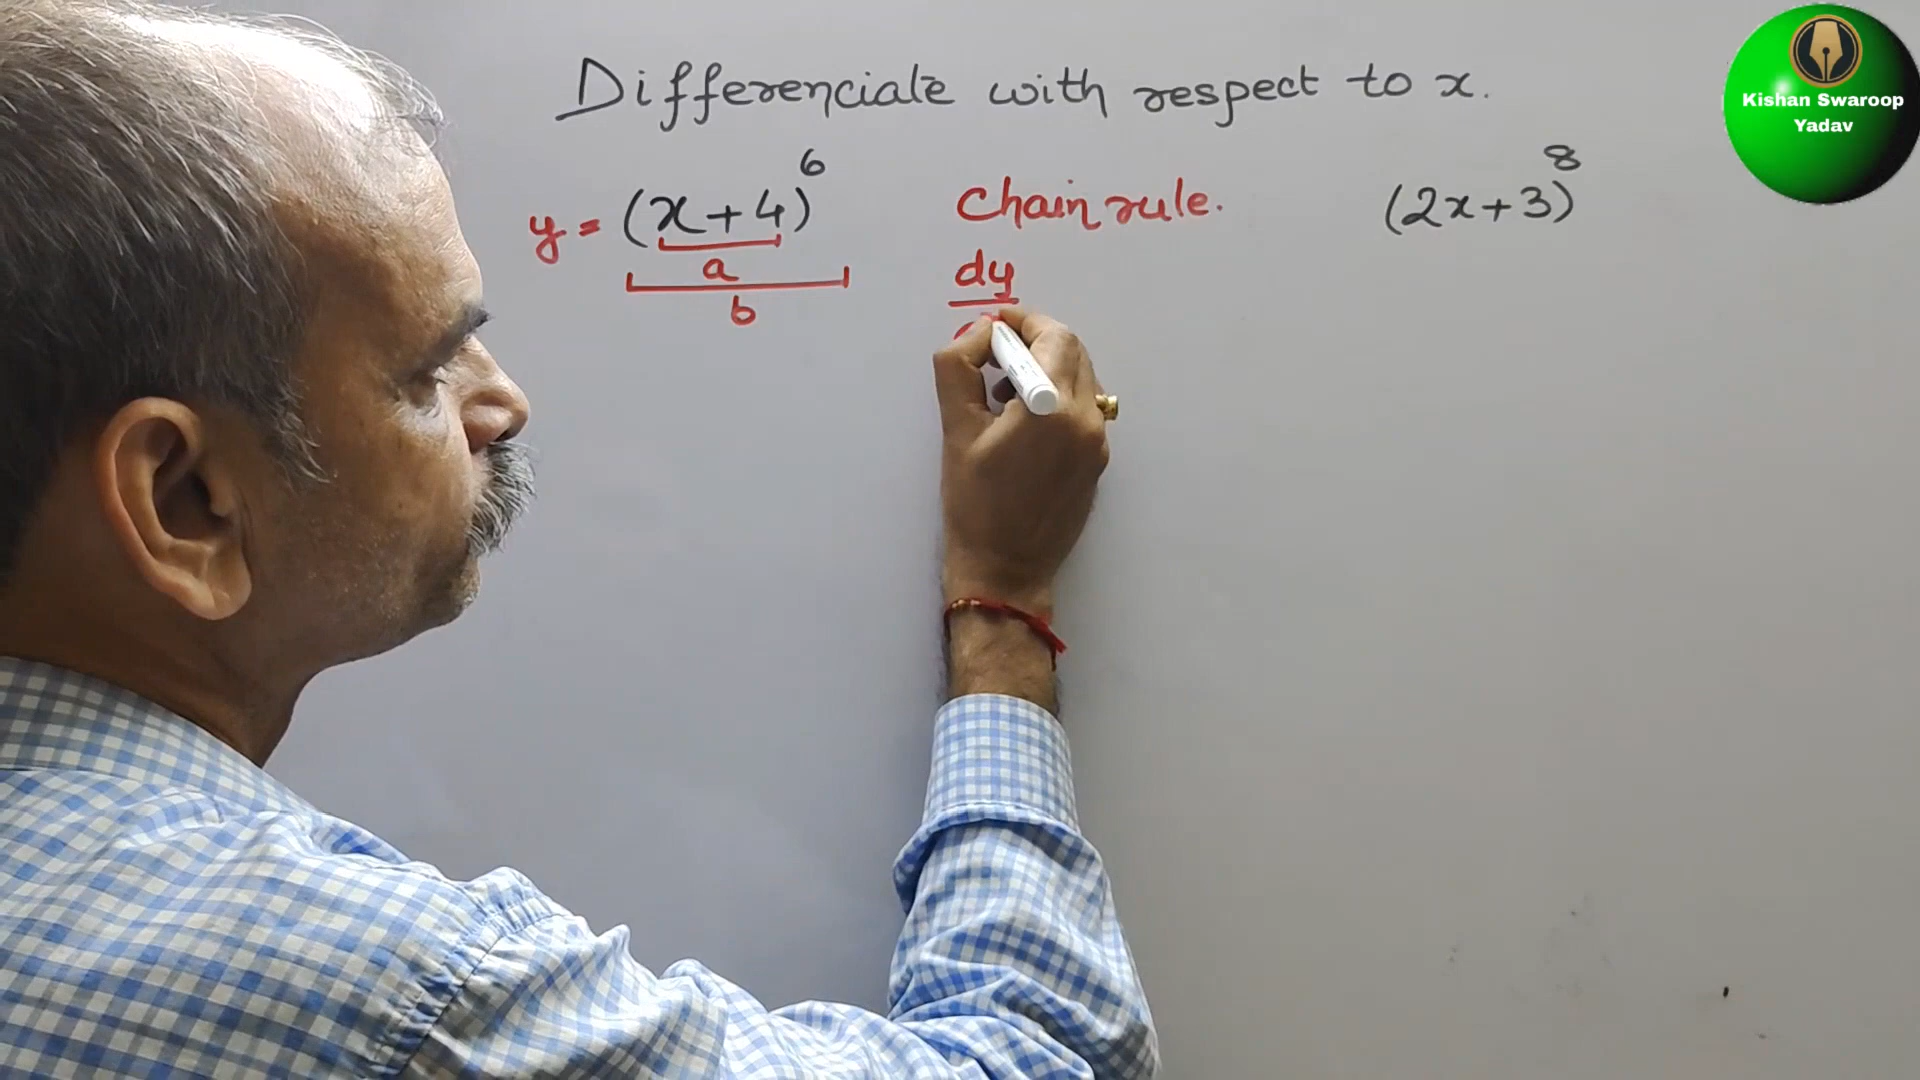 Differenciate with respect to x.
y = (x+4)^6
a
b
Chain rule.
dy
(2x+3)^8
Kishan Swaroop
Yadav